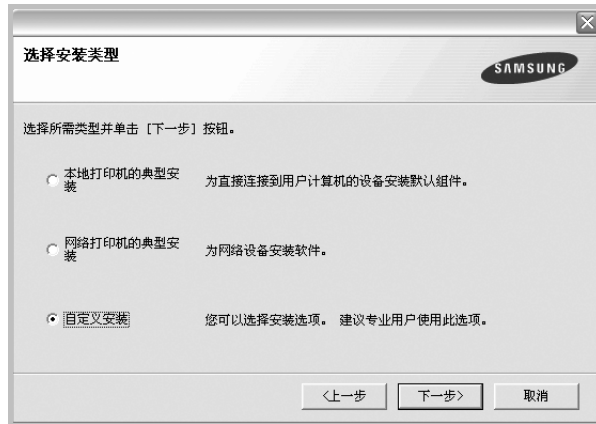 选择安装类型
SAMSUNG
选择所需类型并单击 [下一步] 按钮。
本地打印机的典型安
装
为直接连接到用户计算机的设备安装默认组件。
网络打印机的典型安
装
为网络设备安装软件。
自定义安装
您可以选择安装选项。 建议专业用户使用此选项。
<上一步
下一步>
取消